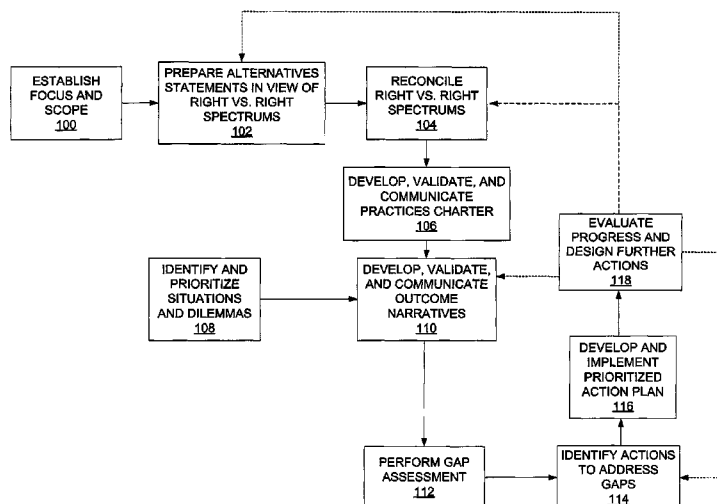 ESTABLISH
FOCUS AND
SCOPE
100
PREPARE ALTERNATIVES
STATEMENTS IN VIEW OF
RIGHT VS. RIGHT
SPECTRUMS
102
RECONCILE
RIGHT VS. RIGHT
SPECTRUMS
104
DEVELOP, VALIDATE, AND
COMMUNICATE
PRACTICES CHARTER
106
IDENTIFY AND
PRIORITIZE
SITUATIONS
AND DILEMMAS
108
DEVELOP, VALIDATE,
AND COMMUNICATE
OUTCOME
NARRATIVES
110
EVALUATE
PROGRESS AND
DESIGN FURTHER
ACTIONS
118
DEVELOP AND
IMPLEMENT
PRIORITIZED
ACTION PLAN
116
PERFORM GAP
ASSESSMENT
112
IDENTIFY ACTIONS
TO ADDRESS
GAPS
114